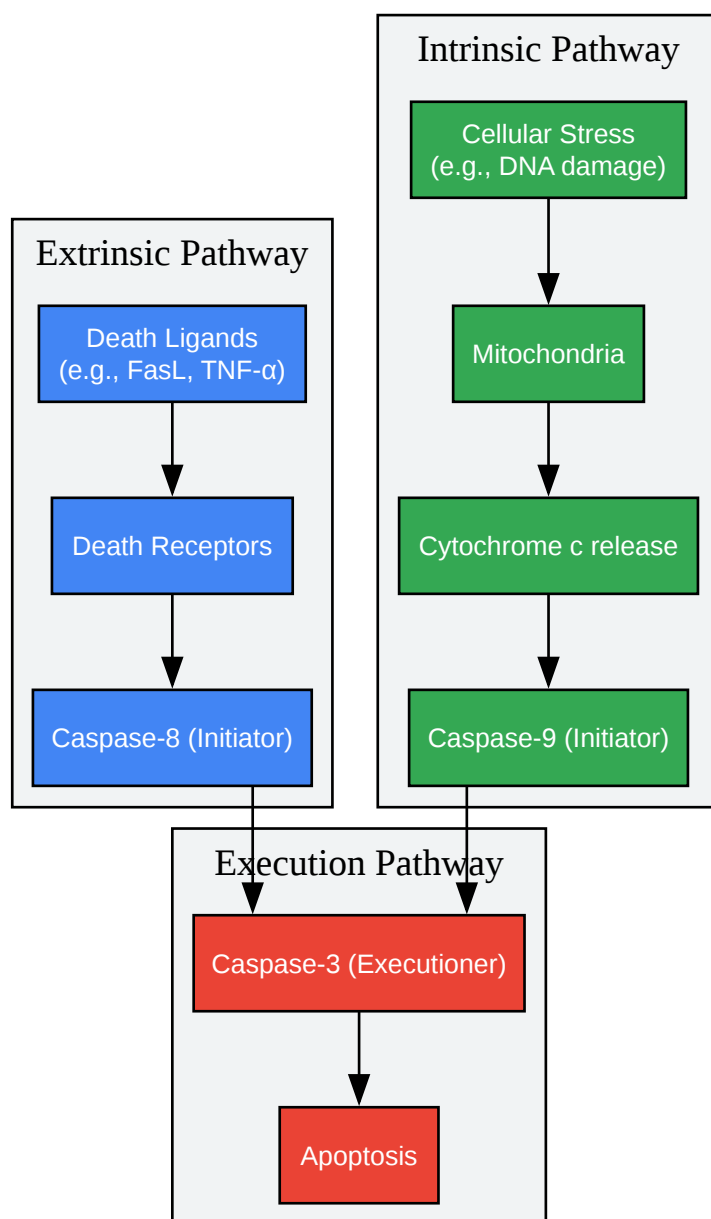 Extrinsic Pathway
Death Ligands
(e.g., FasL, TNF-α)
Death Receptors
Caspase-8 (Initiator)
Intrinsic Pathway
Cellular Stress
(e.g., DNA damage)
Mitochondria
Cytochrome c release
Caspase-9 (Initiator)
Execution Pathway
Caspase-3 (Executioner)
Apoptosis